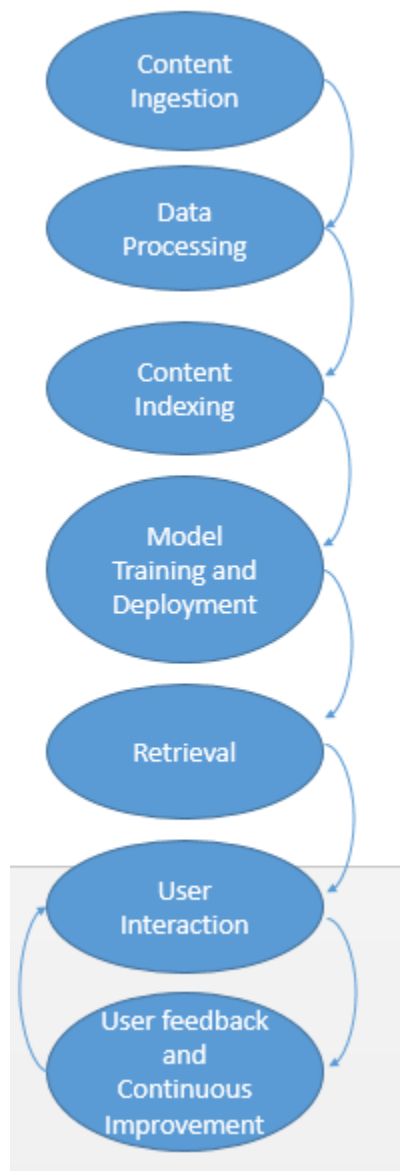 Content
Ingestion
Data
Processing
Content
Indexing
Model
Training and
Deployment
Retrieval
User
Interaction
User feedback
and
Continuous
Improvement